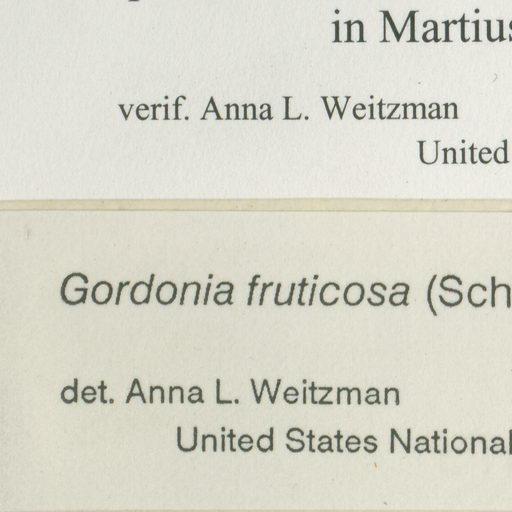 in Martius
verif. Anna L. Weitzman
United
Gordonia fruticosa (Sch
det. Anna L. Weitzman
United States National